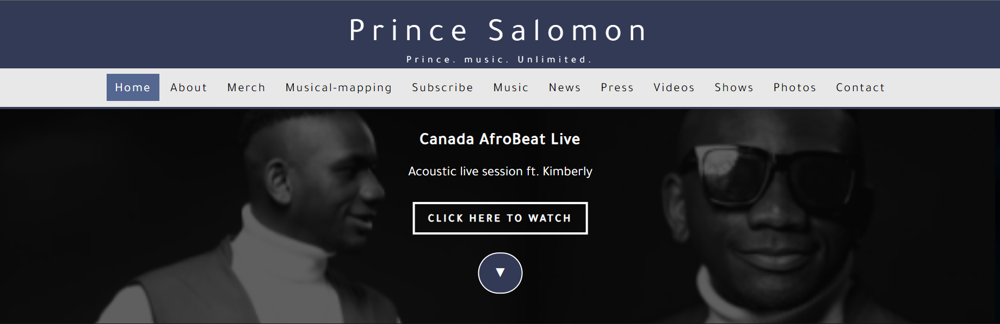 Prince Salomon
Prince. music. Unlimited.
Home About Merch Musical-mapping Subscribe Music News Press Videos Shows Photos Contact
Canada AfroBeat Live
Acoustic live session ft. Kimberly
CLICK HERE TO WATCH